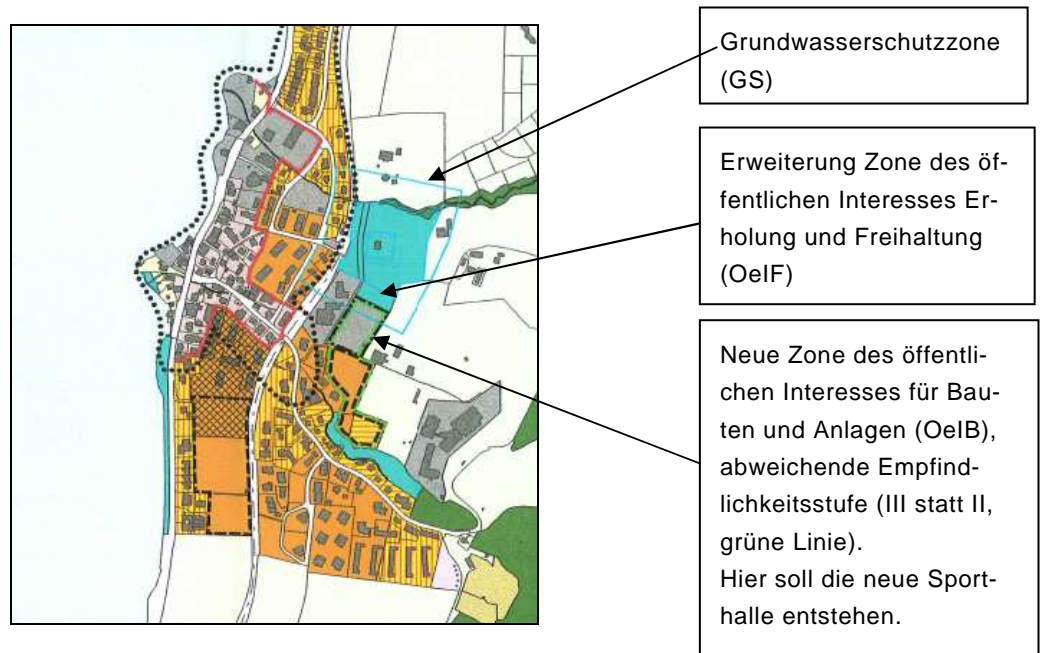 Grundwasserschutzzone
(GS)
Erweiterung Zone des öf-
fentlichen Interesses Er-
holung und Freihaltung
(OeIF)
Neue Zone des öffentli-
chen Interesses für Bau-
ten und Anlagen (OeIB),
abweichende Empfind-
lichkeitsstufe (III statt II,
grüne Linie).
Hier soll die neue Sport-
halle entstehen.